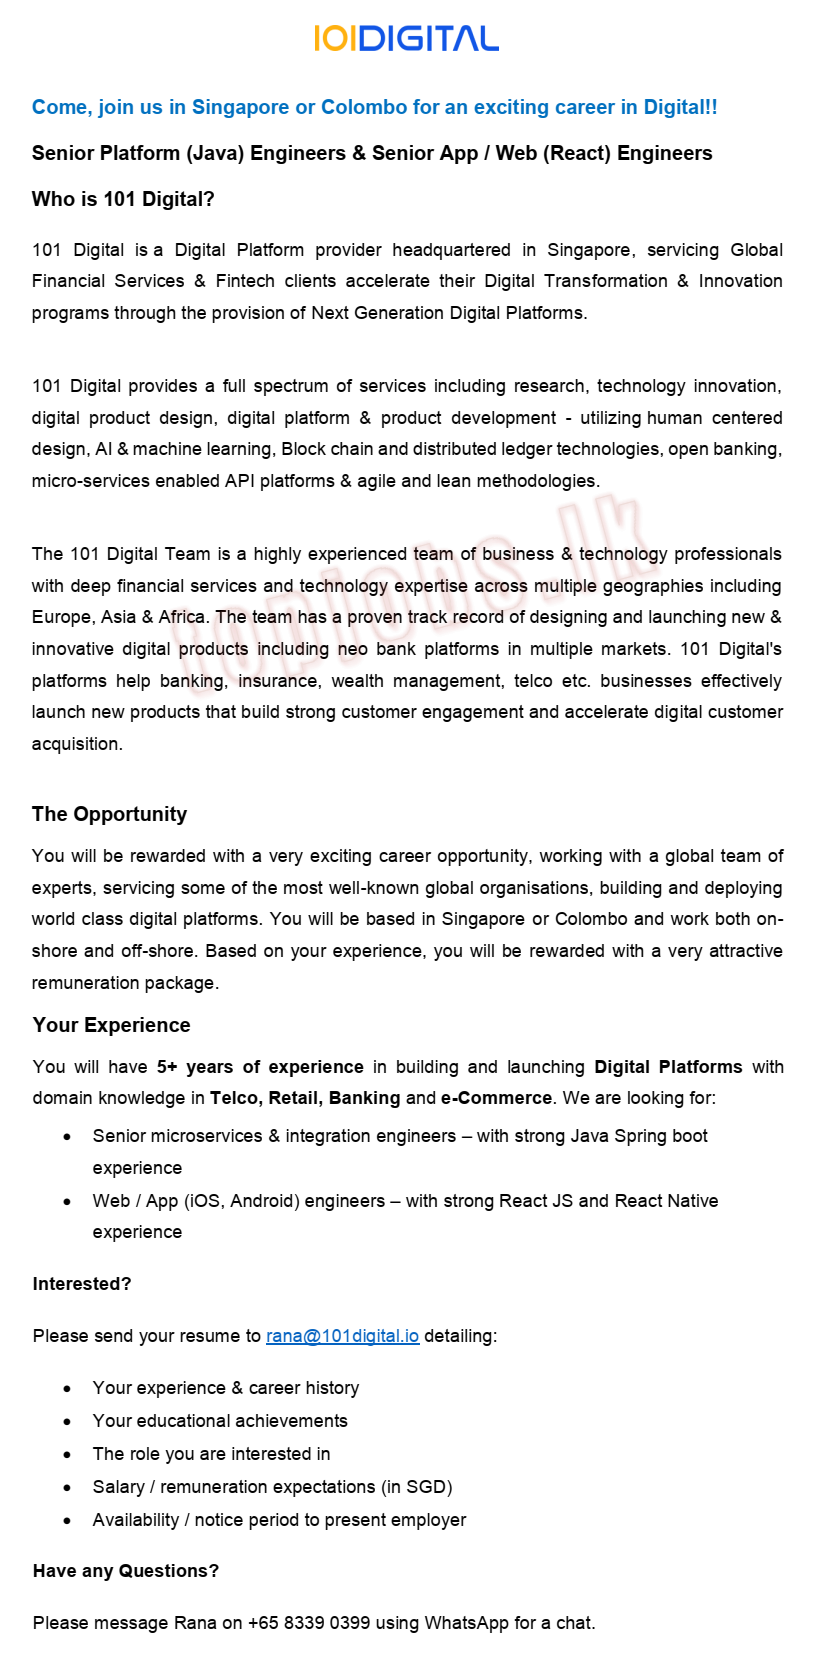 101DIGITAL
Come, join us in Singapore or Colombo for an exciting career in Digital!!
Senior Platform (Java) Engineers & Senior App / Web (React) Engineers
Who is 101 Digital?
101 Digital is a Digital Platform provider headquartered in Singapore, servicing Global
Financial Services & Fintech clients accelerate their Digital Transformation & Innovation
programs through the provision of Next Generation Digital Platforms.
101 Digital provides a full spectrum of services including research, technology innovation,
digital product design, digital platform & product development - utilizing human centered
design, AI & machine learning, Block chain and distributed ledger technologies, open banking,
micro-services enabled API platforms & agile and lean methodologies.
topjobs.lk
The 101 Digital Team is a highly experienced team of business & technology professionals
with deep financial services and technology expertise across multiple geographies including
Europe, Asia & Africa. The team has a proven track record of designing and launching new &
innovative digital products including neo bank platforms in multiple markets. 101 Digital's
platforms help banking, insurance, wealth management, telco etc. businesses effectively
launch new products that build strong customer engagement and accelerate digital customer
acquisition.
The Opportunity
You will be rewarded with a very exciting career opportunity, working with a global team of
experts, servicing some of the most well-known global organisations, building and deploying
world class digital platforms. You will be based in Singapore or Colombo and work both on-
shore and off-shore. Based on your experience, you will be rewarded with a very attractive
remuneration package.
Your Experience
You will have 5+ years of experience in building and launching Digital Platforms with
domain knowledge in Telco, Retail, Banking and e-Commerce. We are looking for:
• Senior microservices & integration engineers – with strong Java Spring boot
experience
• Web / App (iOS, Android) engineers – with strong React JS and React Native
experience
Interested?
Please send your resume to rana@101digital.io detailing:
• Your experience & career history
• Your educational achievements
• The role you are interested in
• Salary / remuneration expectations (in SGD)
• Availability / notice period to present employer
Have any Questions?
Please message Rana on +65 8339 0399 using WhatsApp for a chat.